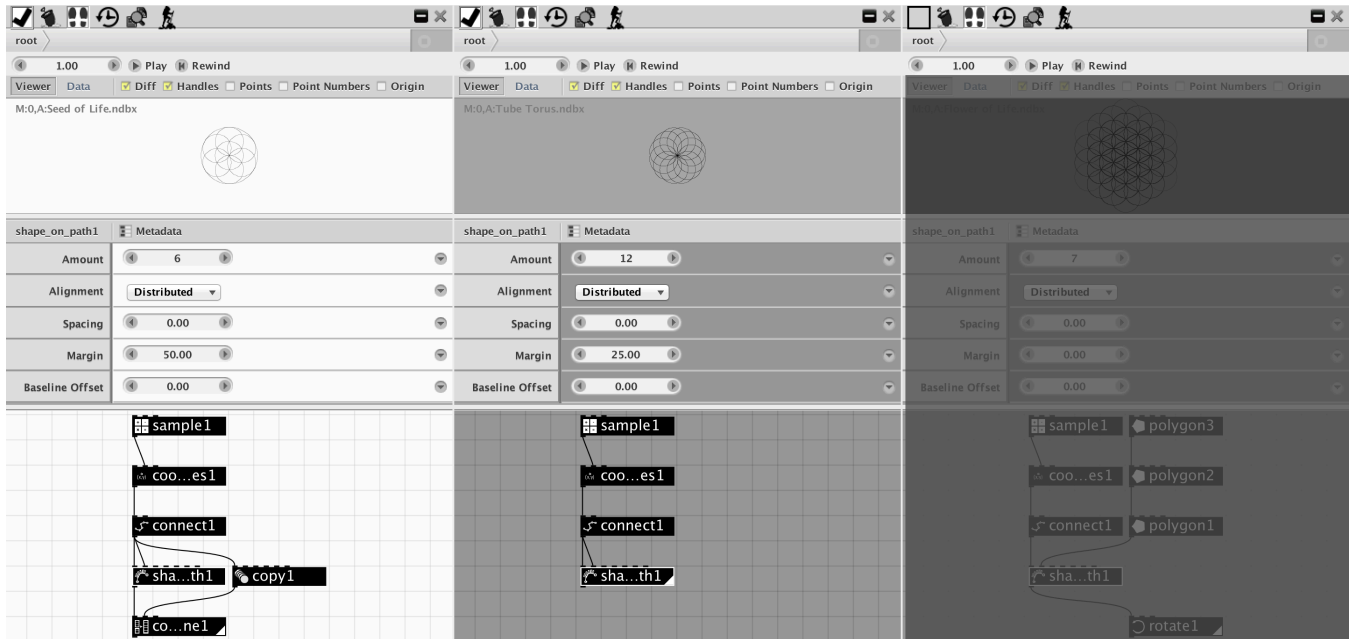 root
1.00 Play Rewind
Viewer Data Diff Handles Points Point Numbers Origin
M:0,A:Seed of Life.ndbx
shape_on_path1 Metadata
Amount 6
Alignment Distributed
Spacing 0.00
Margin 50.00
Baseline Offset 0.00
sample1
coo...es1
connect1
sha...th1 copy1
co...ne1
root
1.00 Play Rewind
Viewer Data Diff Handles Points Point Numbers Origin
M:0,A:Tube Torus.ndbx
shape_on_path1 Metadata
Amount 12
Alignment Distributed
Spacing 0.00
Margin 25.00
Baseline Offset 0.00
sample1
coo...es1
connect1
sha...th1
root
1.00 Play Rewind
Viewer Data Diff Handles Points Point Numbers Origin
shape_on_path1 Metadata
Amount 7
Alignment Distributed
Spacing 0.00
Margin 0.00
Baseline Offset 0.00
sample1 polygon3
coo...es1 polygon2
connect1 polygon1
sha...th1
rotate1